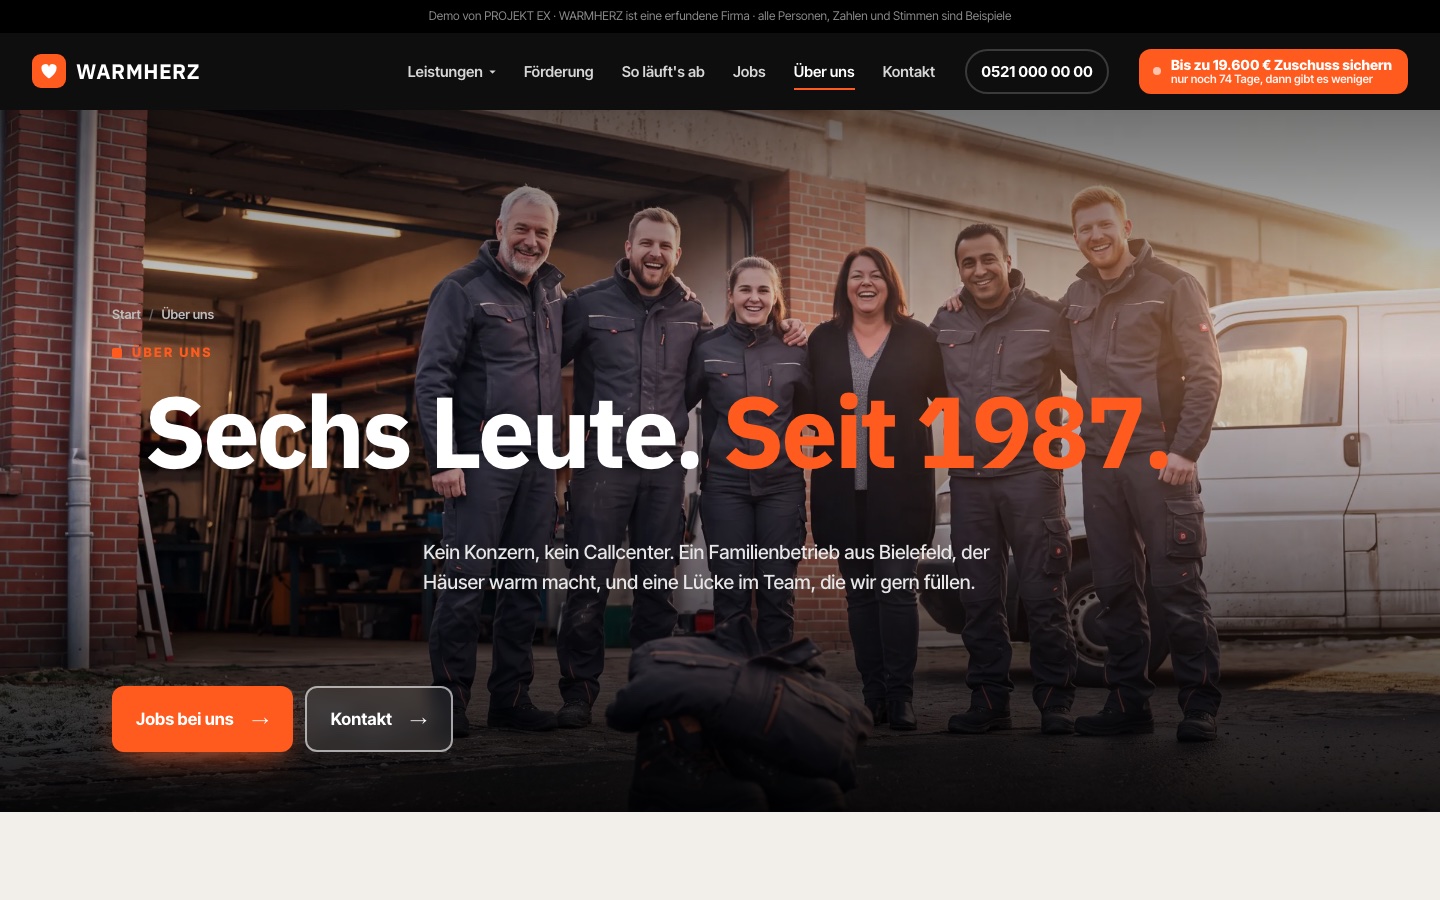 Demo von PROJEKT EX · WARMHERZ ist eine erfundene Firma · alle Personen, Zahlen und Stimmen sind Beispiele
WARMHERZ
Leistungen
Förderung
So läuft's ab
Jobs
Über uns
Kontakt
0521 000 00 00
Bis zu 19.600 € Zuschuss sichern
nur noch 74 Tage, dann gibt es weniger
Start / Über uns
ÜBER UNS
Sechs Leute. Seit 1987.
Kein Konzern, kein Callcenter. Ein Familienbetrieb aus Bielefeld, der
Häuser warm macht, und eine Lücke im Team, die wir gern füllen.
Jobs bei uns →
Kontakt →